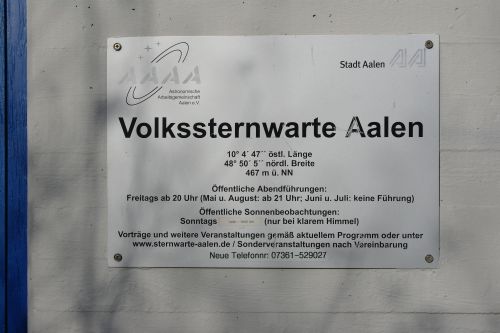 AAAA
Astronomische
Arbeitsgemeinschaft
Aalen e.V.
Stadt Aalen AA
Volkssternwarte Aalen
10° 4´ 47´´ östl. Länge
48° 50´ 5´´ nördl. Breite
467 m ü. NN
Öffentliche Abendführungen:
Freitags ab 20 Uhr (Mai u. August: ab 21 Uhr; Juni u. Juli: keine Führung)
Öffentliche Sonnenbeobachtungen:
Sonntags (nur bei klarem Himmel)
Vorträge und weitere Veranstaltungen gemäß aktuellem Programm oder unter
www.sternwarte-aalen.de / Sonderveranstaltungen nach Vereinbarung
Neue Telefonnr: 07361-529027